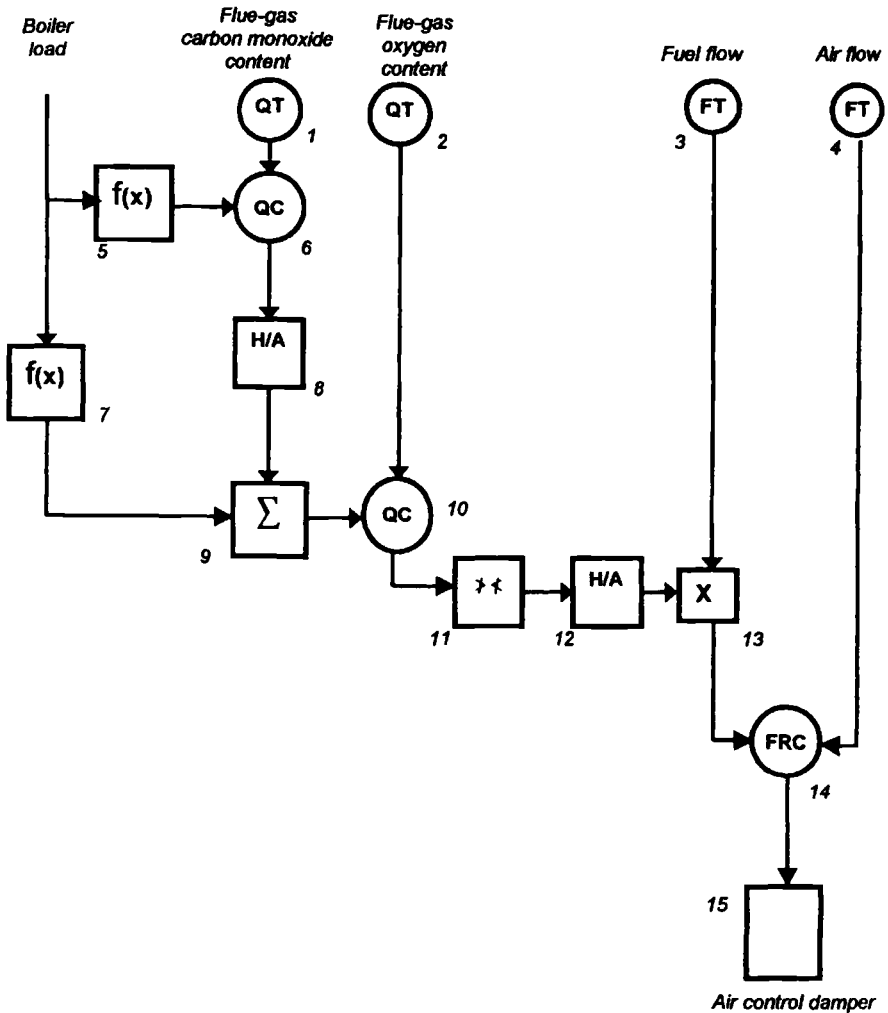 Boiler
load
Flue-gas
carbon monoxide
content
Flue-gas
oxygen
content
Fuel flow
Air flow
QT
1
QT
2
FT
3
FT
4
f(x)
5
QC
6
f(x)
7
H/A
8
Σ
9
QC
10
11
H/A
12
X
13
FRC
14
15
Air control damper